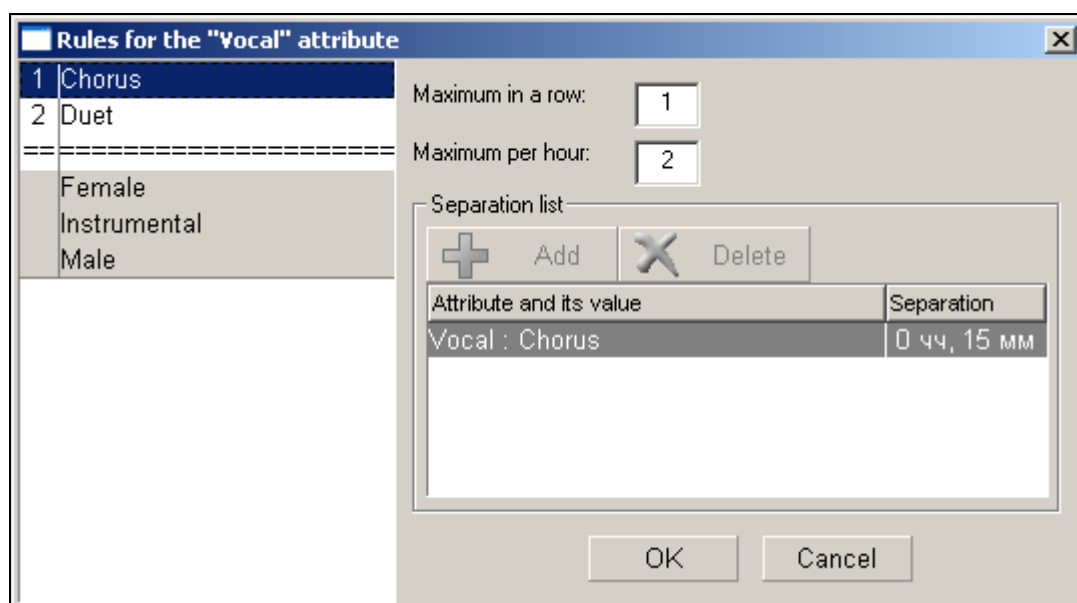 Rules for the "Vocal" attribute
1 Chorus
2 Duet
== ======================
Female
Instrumental
Male
Maximum in a row: 1
Maximum per hour: 2
Separation list
Add Delete
Attribute and its value Separation
Vocal : Chorus 0 чч, 15 мм
OK Cancel